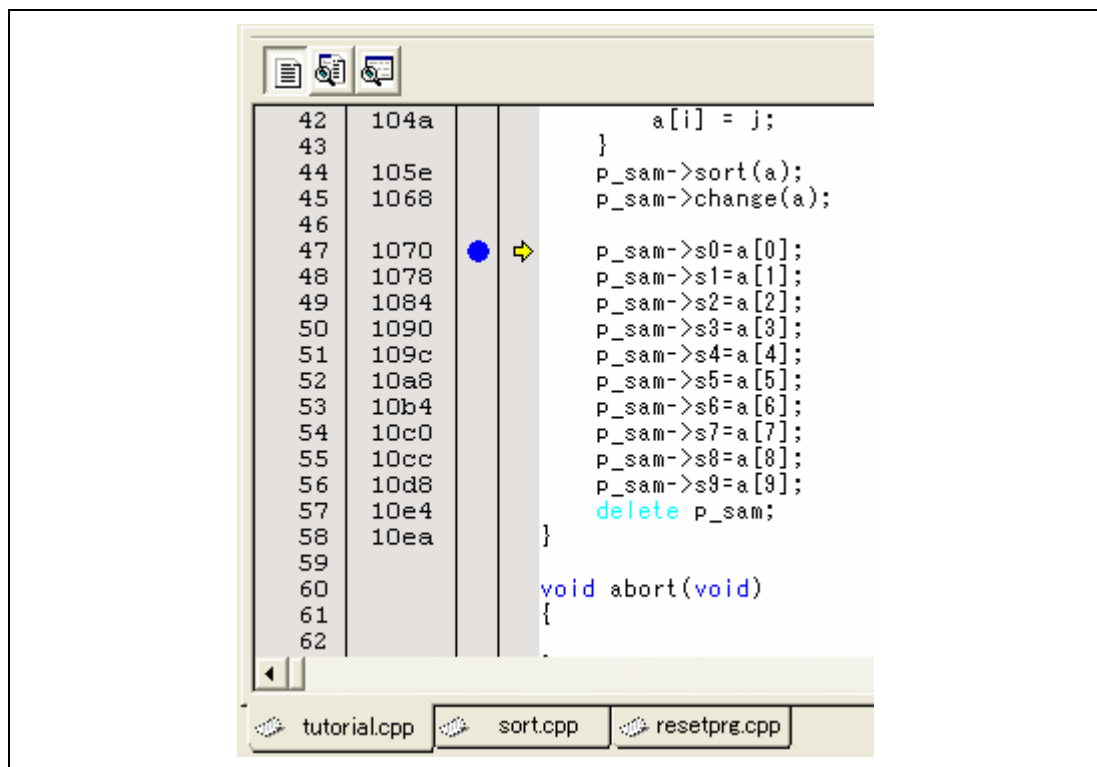 42 104a a[i] = j;
43 }
44 105e p_sam->sort(a);
45 1068 p_sam->change(a);
46
47 1070 p_sam->s0=a[0];
48 1078 p_sam->s1=a[1];
49 1084 p_sam->s2=a[2];
50 1090 p_sam->s3=a[3];
51 109c p_sam->s4=a[4];
52 10a8 p_sam->s5=a[5];
53 10b4 p_sam->s6=a[6];
54 10c0 p_sam->s7=a[7];
55 10cc p_sam->s8=a[8];
56 10d8 p_sam->s9=a[9];
57 10e4 delete p_sam;
58 10ea }
59
60 void abort(void)
61 {
62
tutorial.cpp sort.cpp resetprg.cpp